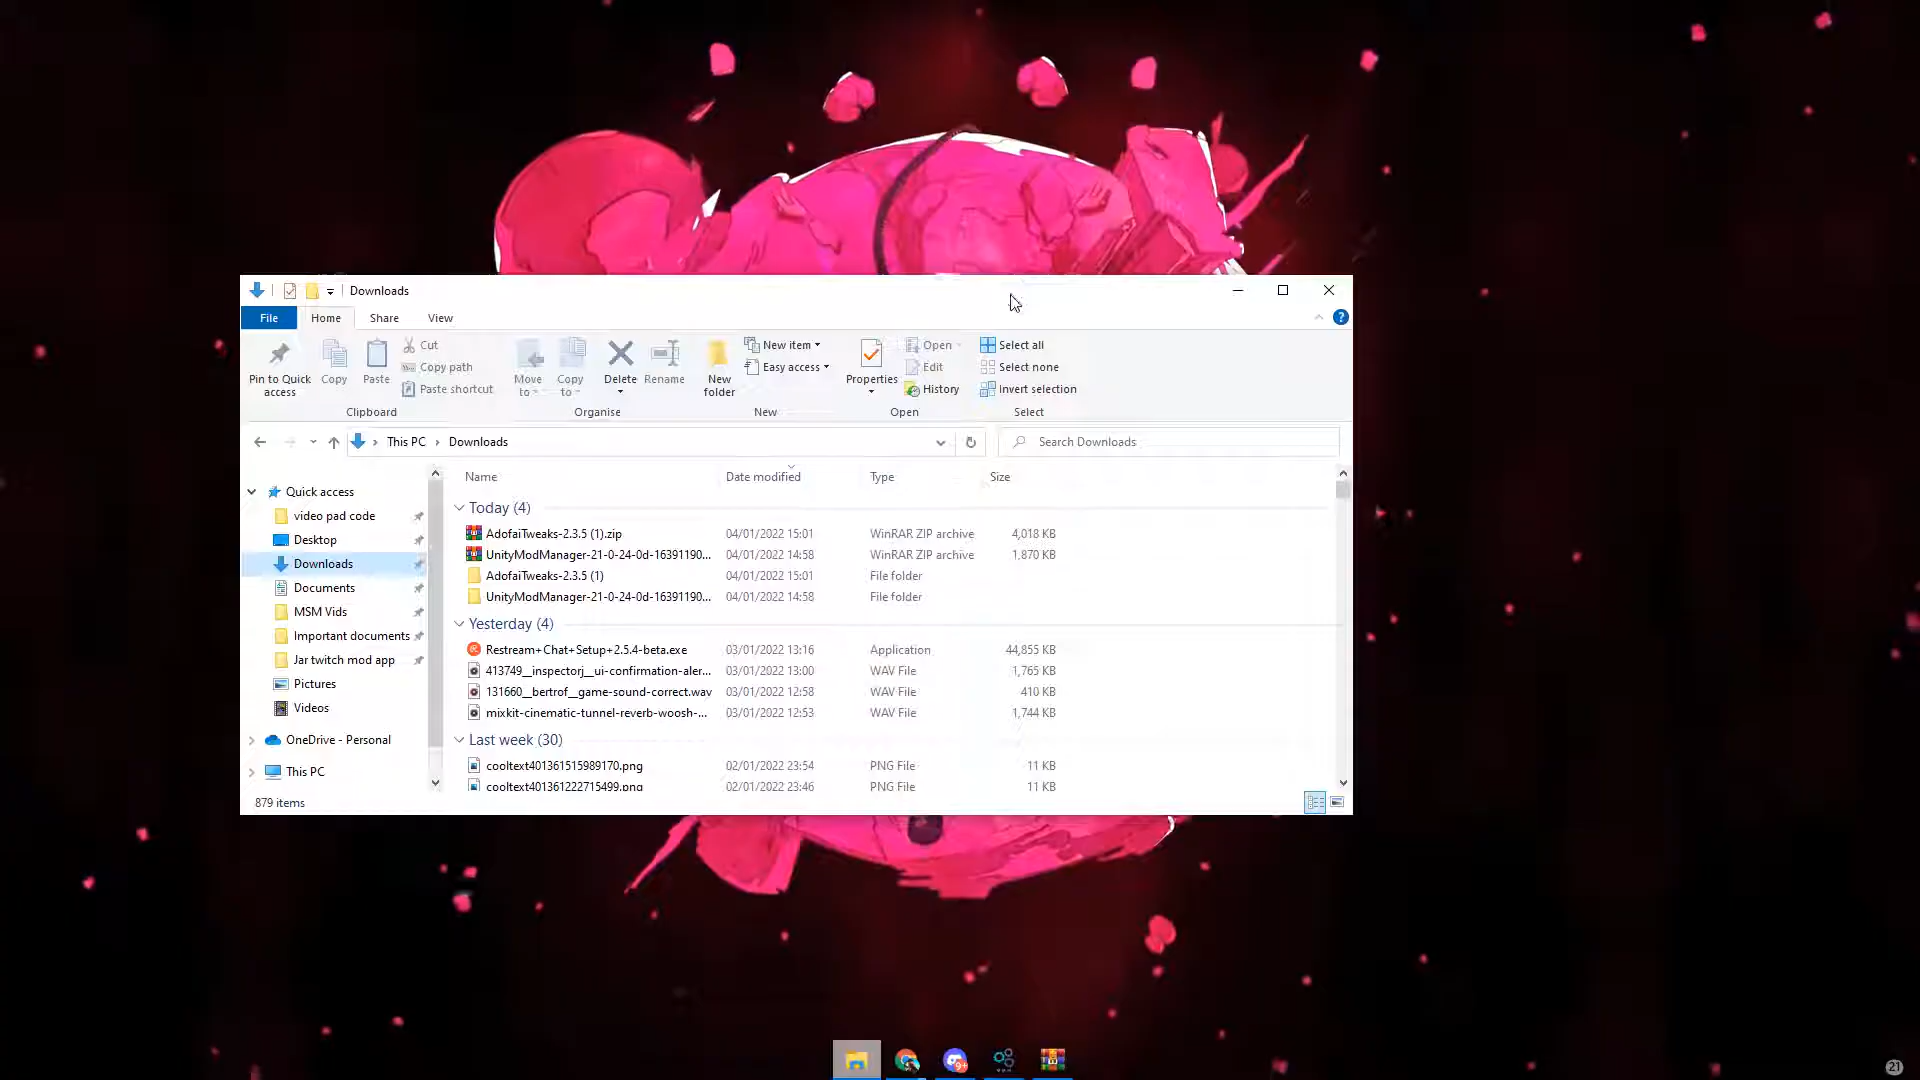 Downloads
File Home Share View
Pin to Quick access
Copy
Paste
Cut
Copy path
Paste shortcut
Clipboard
Move to
Copy to
Delete
Rename
Organise
New folder
New item
Easy access
New
Properties
Open
Edit
History
Open
Select all
Select none
Invert selection
Select
This PC Downloads
Search Downloads
Quick access
video pad code
Desktop
Downloads
Documents
MSM Vids
Important documents
Jar twitch mod app
Pictures
Videos
OneDrive - Personal
This PC
Name Date modified Type Size
Today (4)
AdofaiTweaks-2.3.5 (1).zip 04/01/2022 15:01 WinRAR ZIP archive 4,018 KB
UnityModManager-21-0-24-0d-16391190... 04/01/2022 14:58 WinRAR ZIP archive 1,870 KB
AdofaiTweaks-2.3.5 (1) 04/01/2022 15:01 File folder
UnityModManager-21-0-24-0d-16391190... 04/01/2022 14:58 File folder
Yesterday (4)
Restream+Chat+Setup+2.5.4-beta.exe 03/01/2022 13:16 Application 44,855 KB
413749__inspectorj__ui-confirmation-aler... 03/01/2022 13:00 WAV File 1,765 KB
131660__bertrof__game-sound-correct.wav 03/01/2022 12:58 WAV File 410 KB
mixkit-cinematic-tunnel-reverb-woosh-... 03/01/2022 12:53 WAV File 1,744 KB
Last week (30)
cooltext401361515989170.png 02/01/2022 23:54 PNG File 11 KB
cooltext401361222715499.png 02/01/2022 23:46 PNG File 11 KB
879 items
9+
21